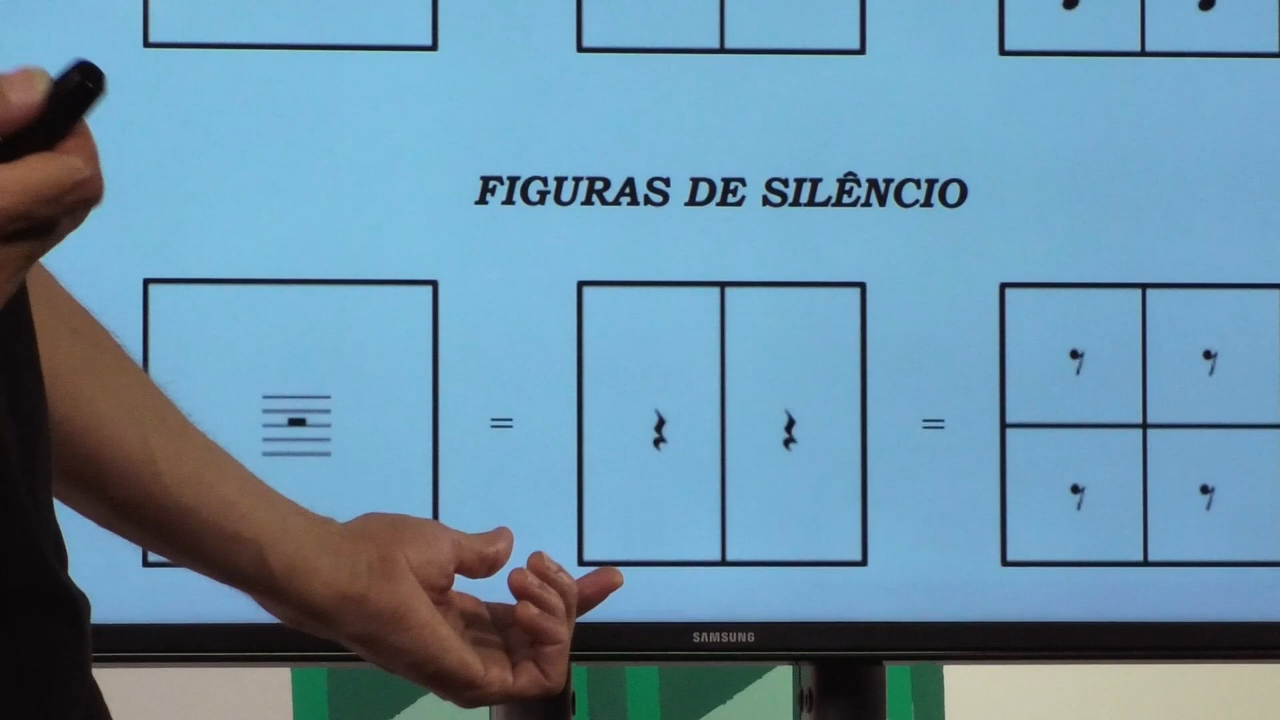 FIGURAS DE SILÊNCIO
= =
SAMSUNG